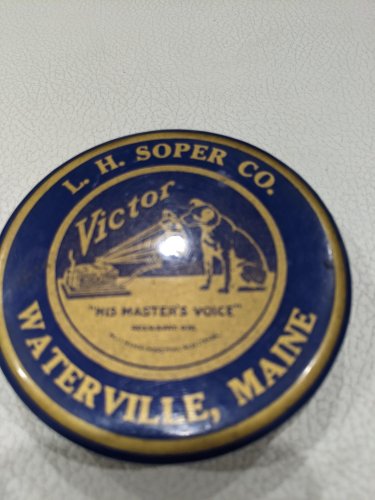 L. H. SOPER CO.
Victor
"HIS MASTER'S VOICE"
WATERVILLE, MAINE